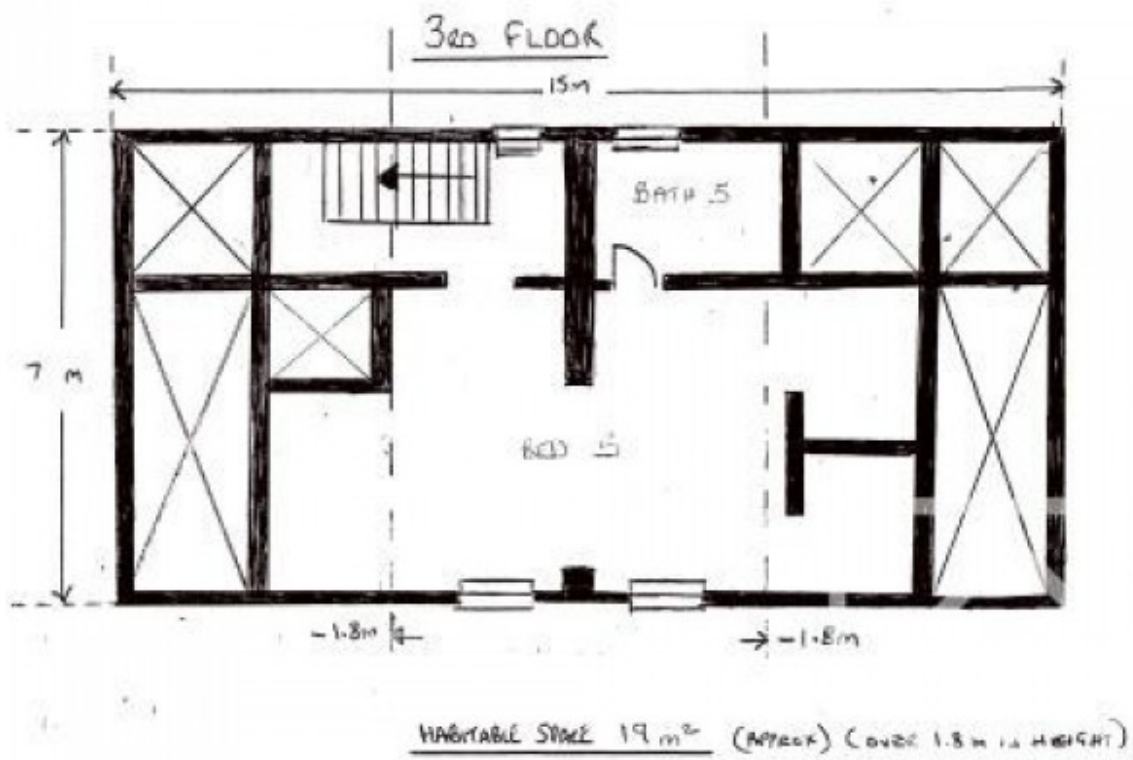 3RD FLOOR
15m
BATH 5
7 m
BED 5
-1.8m
-1.8m
HABITABLE SPACE 19 m² (APPROX) (OVER 1.8 m IN HEIGHT)